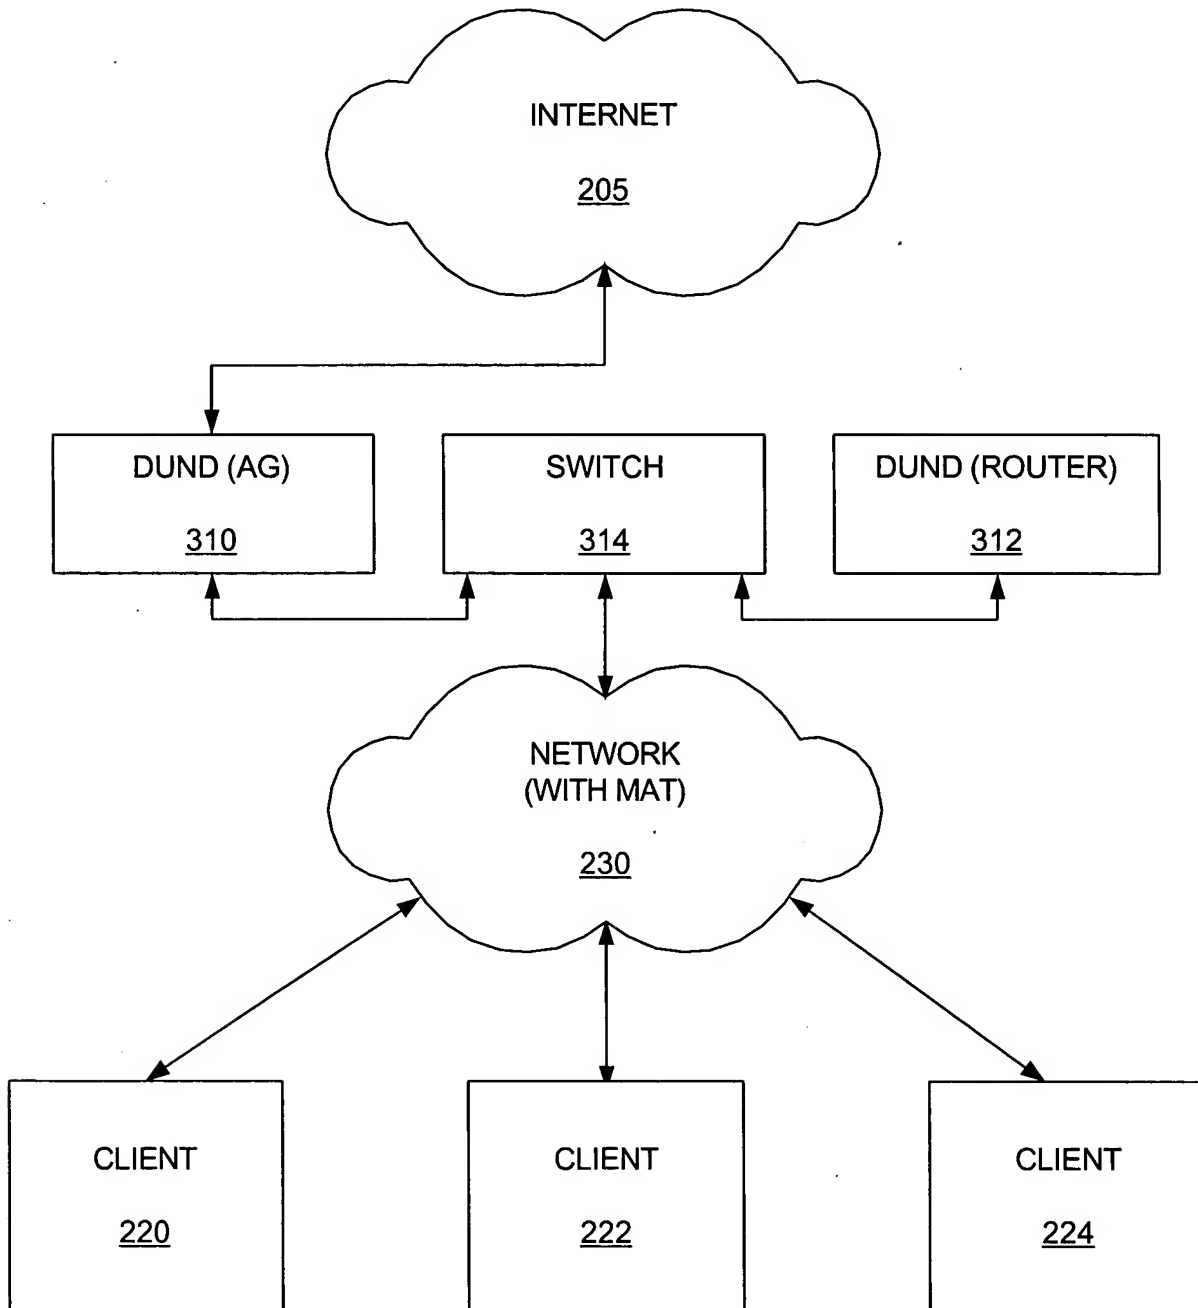 INTERNET
205
DUND (AG)
310
SWITCH
314
DUND (ROUTER)
312
NETWORK
(WITH MAT)
230
CLIENT
220
CLIENT
222
CLIENT
224